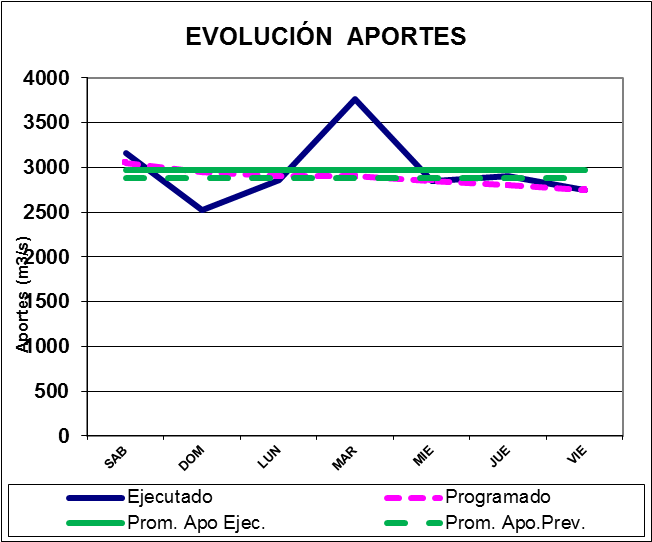 EVOLUCIÓN APORTES
4000
3500
3000
2500
2000
1500
1000
500
0
Aportes (m3/s)
SAB DOM LUN MAR MIE JUE VIE
Ejecutado Programado
Prom. Apo Ejec. Prom. Apo.Prev.